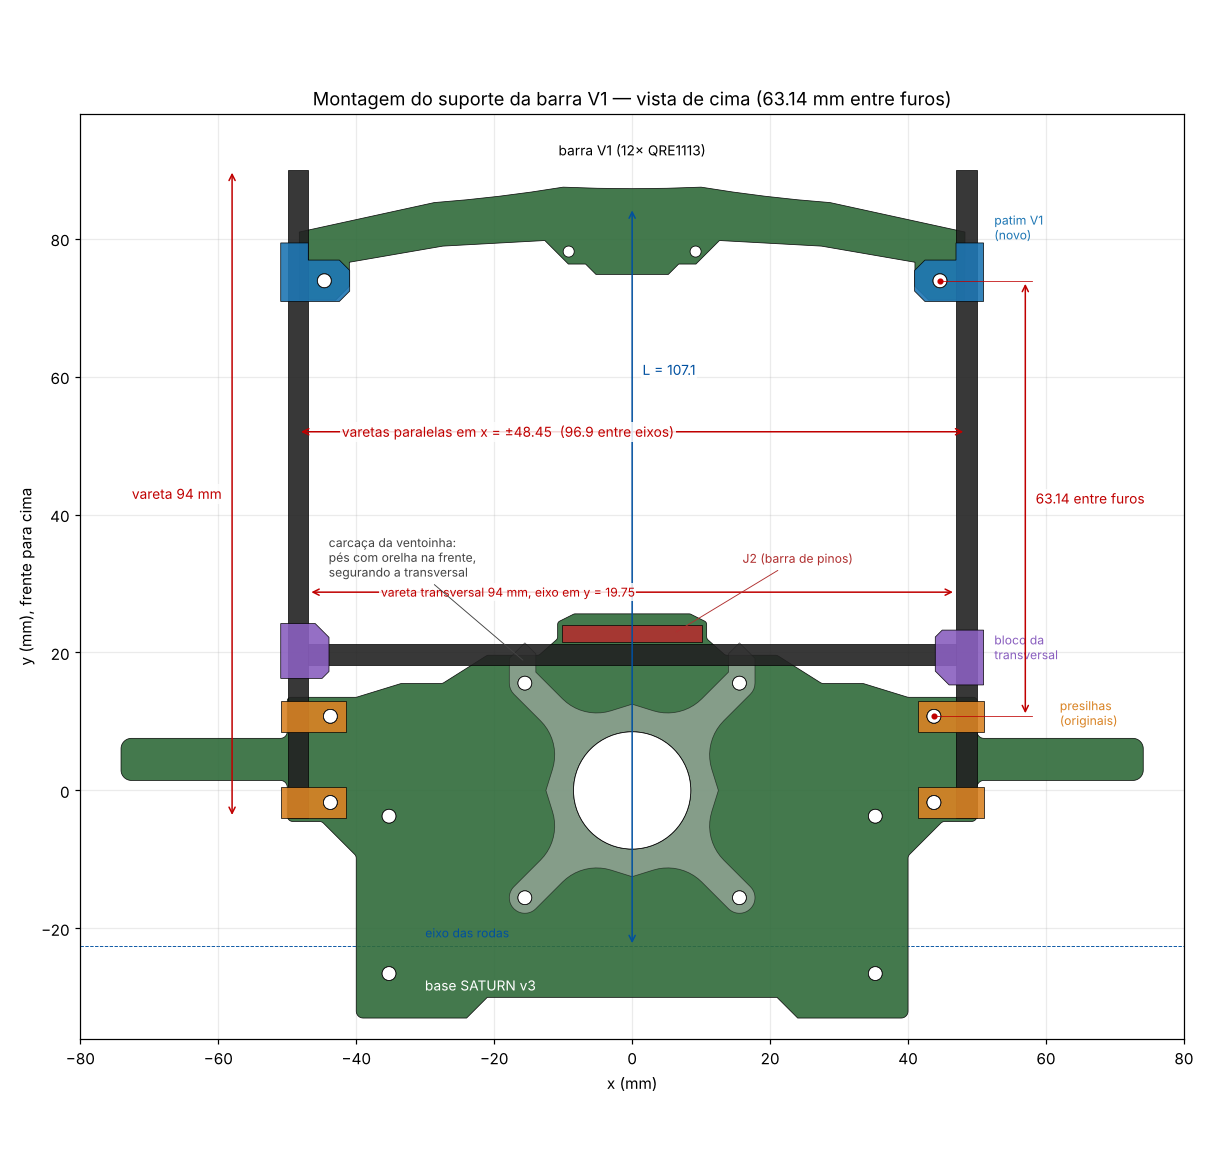 Montagem do suporte da barra V1 — vista de cima (63.14 mm entre furos)
barra V1 (12× QRE1113)
patim V1
(novo)
L = 107.1
varetas paralelas em x = ±48.45  (96.9 entre eixos)
vareta 94 mm
63.14 entre furos
carcaça da ventoinha:
pés com orelha na frente,
segurando a transversal
J2 (barra de pinos)
vareta transversal 94 mm, eixo em y = 19.75
bloco da
transversal
presilhas
(originais)
eixo das rodas
base SATURN v3
y (mm), frente para cima
80
60
40
20
0
−20
−80
−60
−40
−20
0
20
40
60
80
x (mm)